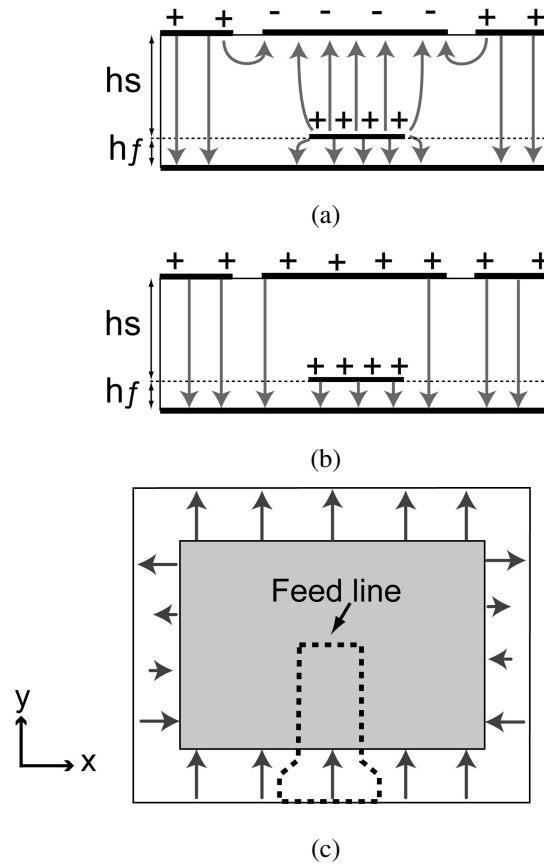 + + - - - - + +
hs
+ + + +
hf
(a)
+ + + + + + + +
hs
+ + + +
hf
(b)
Feed line
y
x
(c)